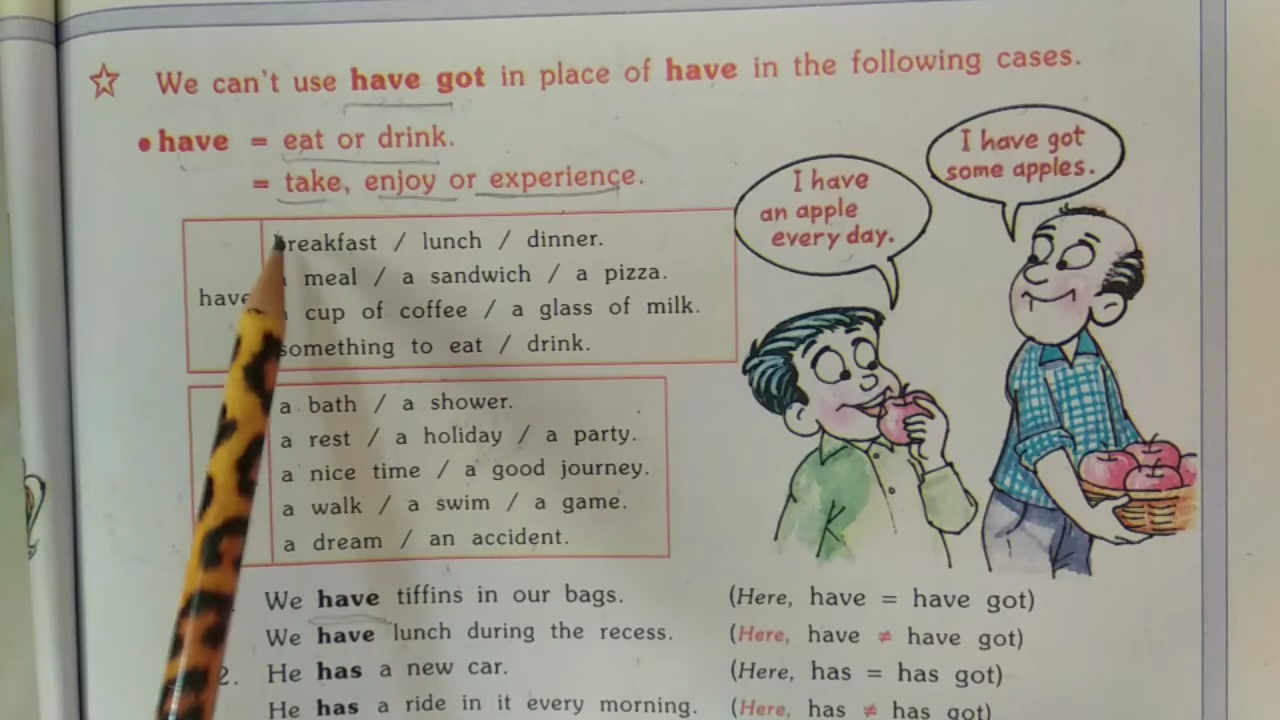 We can't use have got in place of have in the following cases.
• have = eat or drink.
= take, enjoy or experience.
I have
an apple
every day.
I have got
some apples.
have
breakfast / lunch / dinner.
meal / a sandwich / a pizza.
cup of coffee / a glass of milk.
something to eat / drink.
a bath / a shower.
a rest / a holiday / a party.
a nice time / a good journey.
a walk / a swim / a game.
a dream / an accident.
We have tiffins in our bags. (Here, have = have got)
We have lunch during the recess. (Here, have ≠ have got)
2. He has a new car. (Here, has = has got)
He has a ride in it every morning. (Here, has ≠ has got)